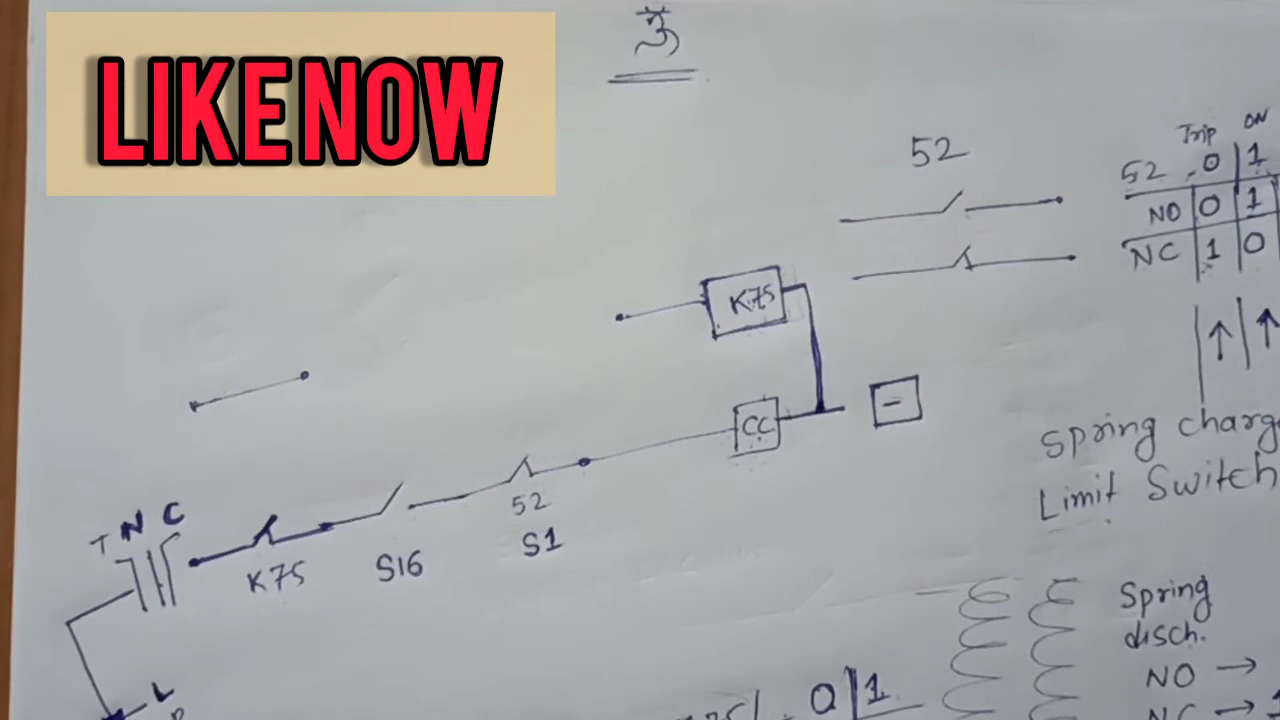 LIKE NOW
ॐ
52
Trip ON
52 0 1
NO 0 1
NC 1 0
K75
CC
-
Spring charg
Limit Switch
T N C
K75
S16
52
S1
L
Spring
disch.
NO →
NC →
0 1